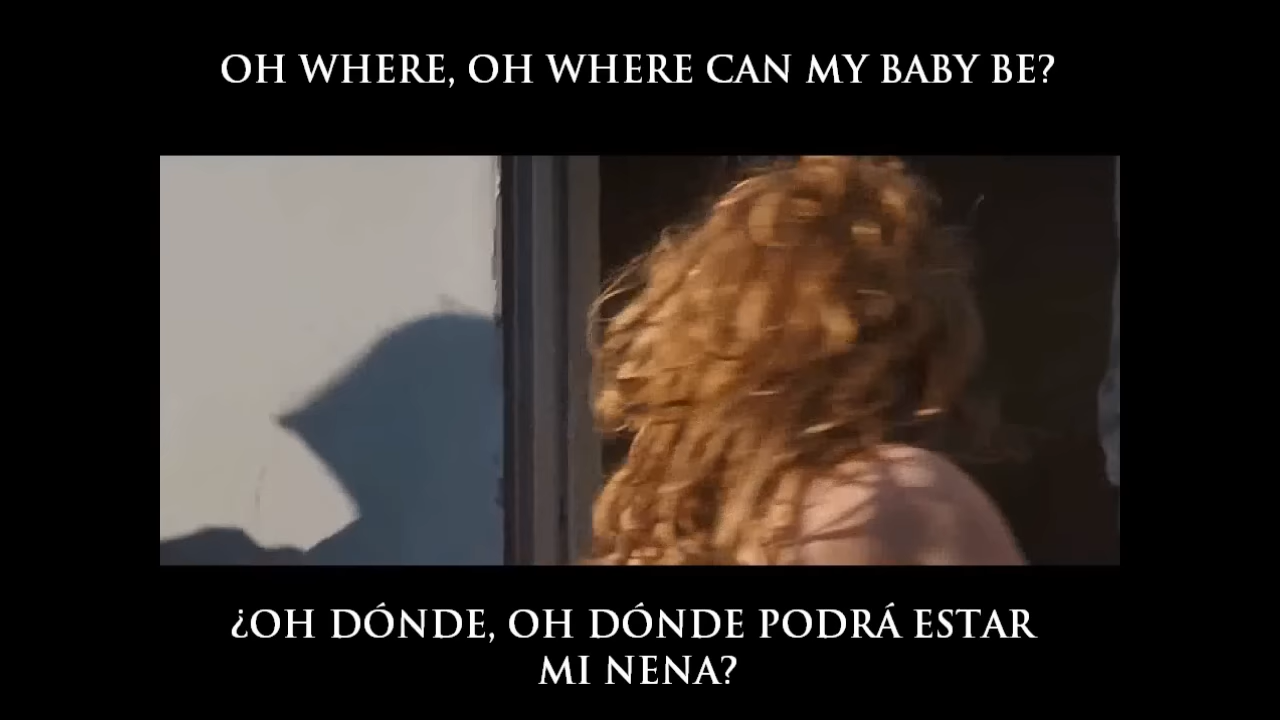 OH WHERE, OH WHERE CAN MY BABY BE?
¿OH DÓNDE, OH DÓNDE PODRÁ ESTAR
MI NENA?